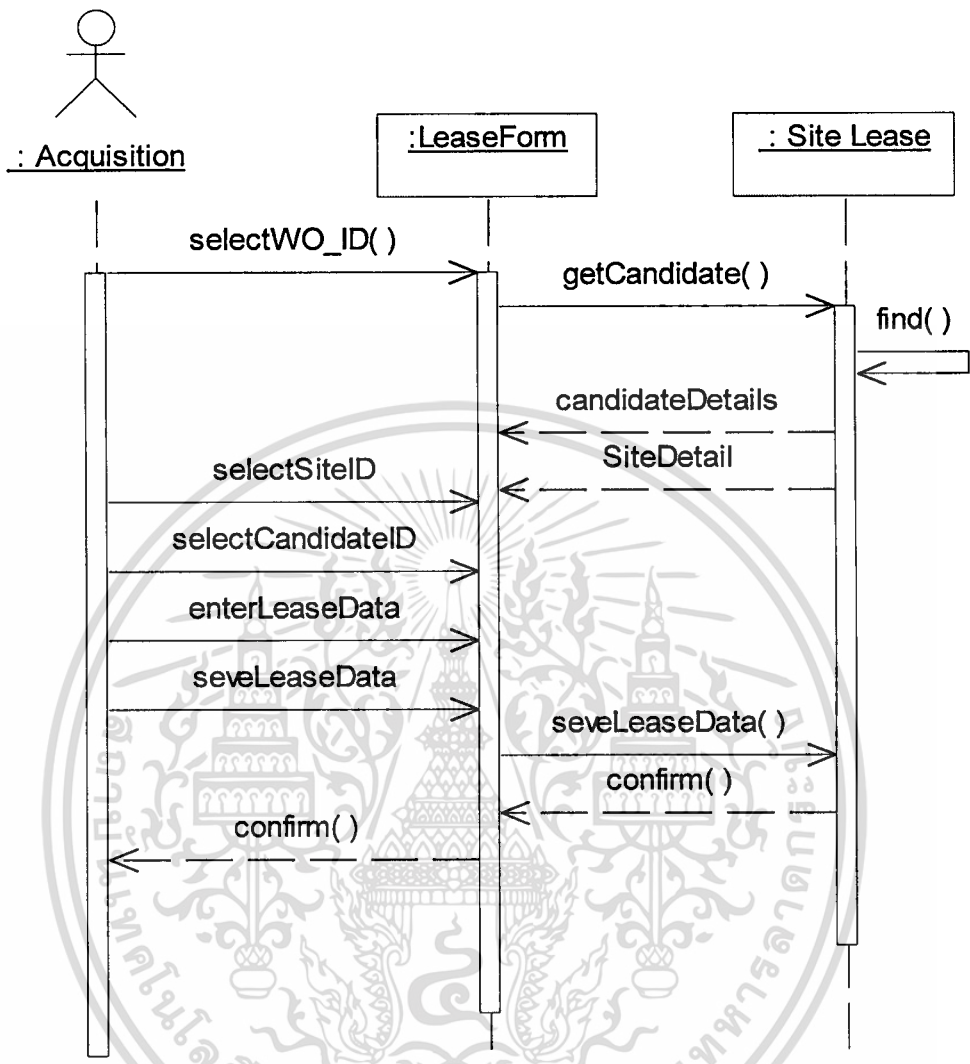 : Acquisition
:LeaseForm
: Site Lease
selectWO_ID( )
getCandidate( )
find( )
candidateDetails
SiteDetail
selectSiteID
selectCandidateID
enterLeaseData
seveLeaseData
seveLeaseData( )
confirm( )
confirm( )